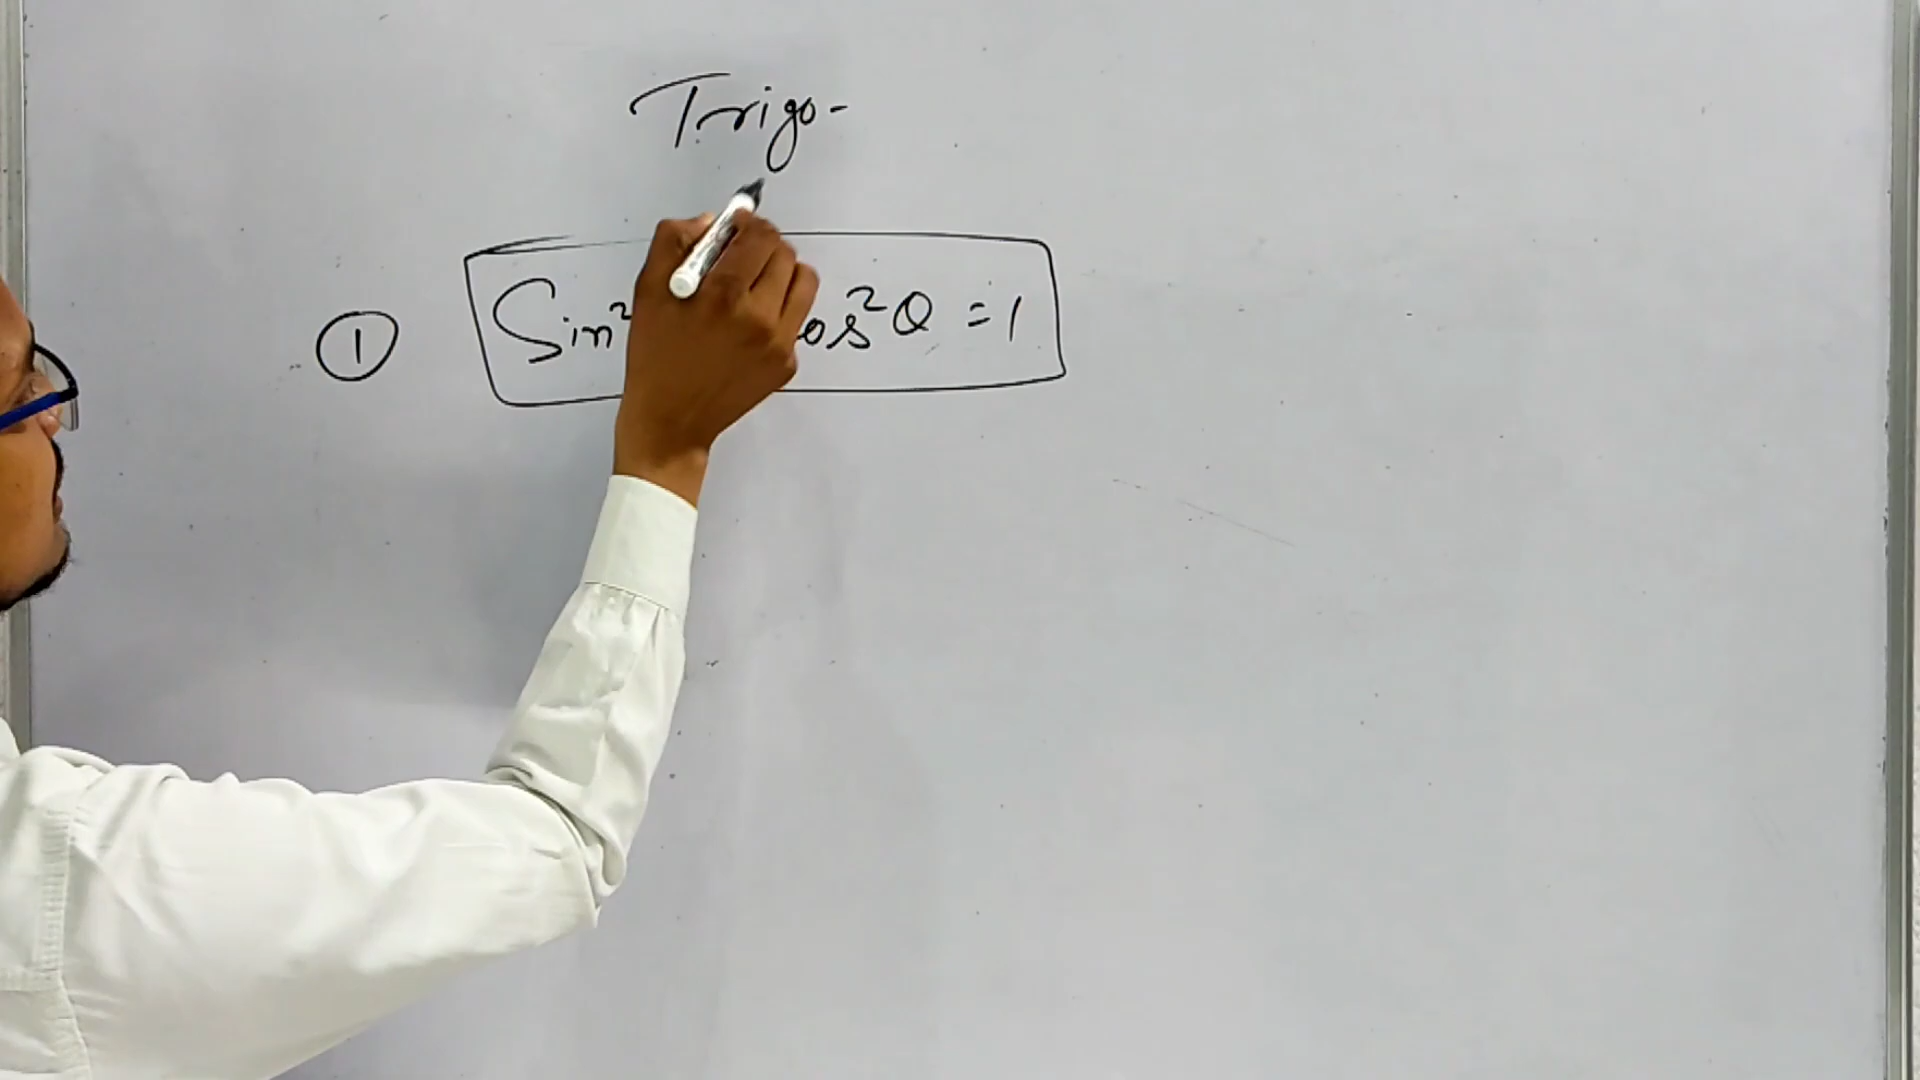 Trigo-
① Sin² os²θ = 1